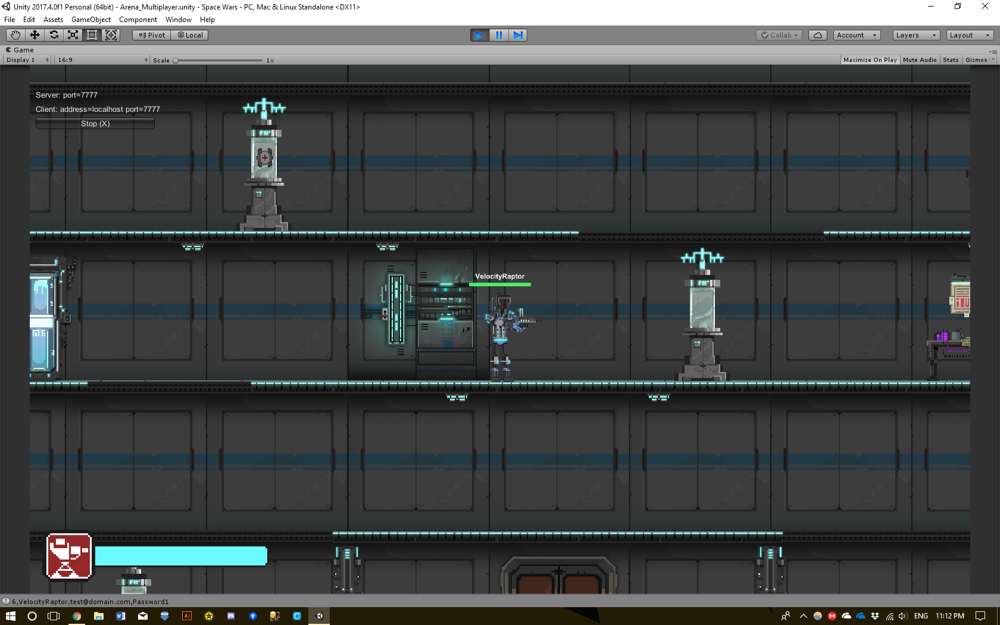 Unity 2017.4.0f1 Personal (64bit) - Arena_Multiplayer.unity - Space Wars - PC, Mac & Linux Standalone <DX11>
File Edit Assets GameObject Component Window Help
Pivot Local Collab Account Layers Layout
Game
Display 1 16:9 Scale 1x Maximize On Play Mute Audio Stats Gizmos
Server: port=7777
Client: address=localhost port=7777
Stop (X)
VelocityRaptor
6,VelocityRaptor,test@domain.com,Password1
ENG 11:12 PM